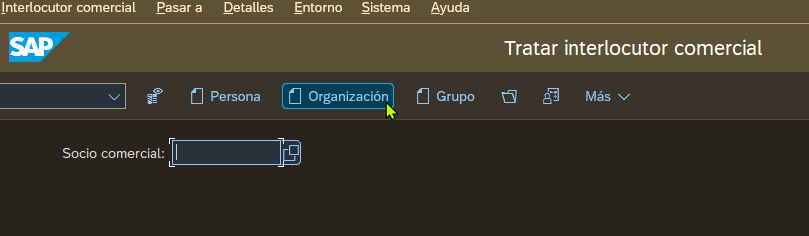 Interlocutor comercial Pasar a Detalles Entorno Sistema Ayuda
SAP Tratar interlocutor comercial
Persona Organización Grupo Más
Socio comercial: